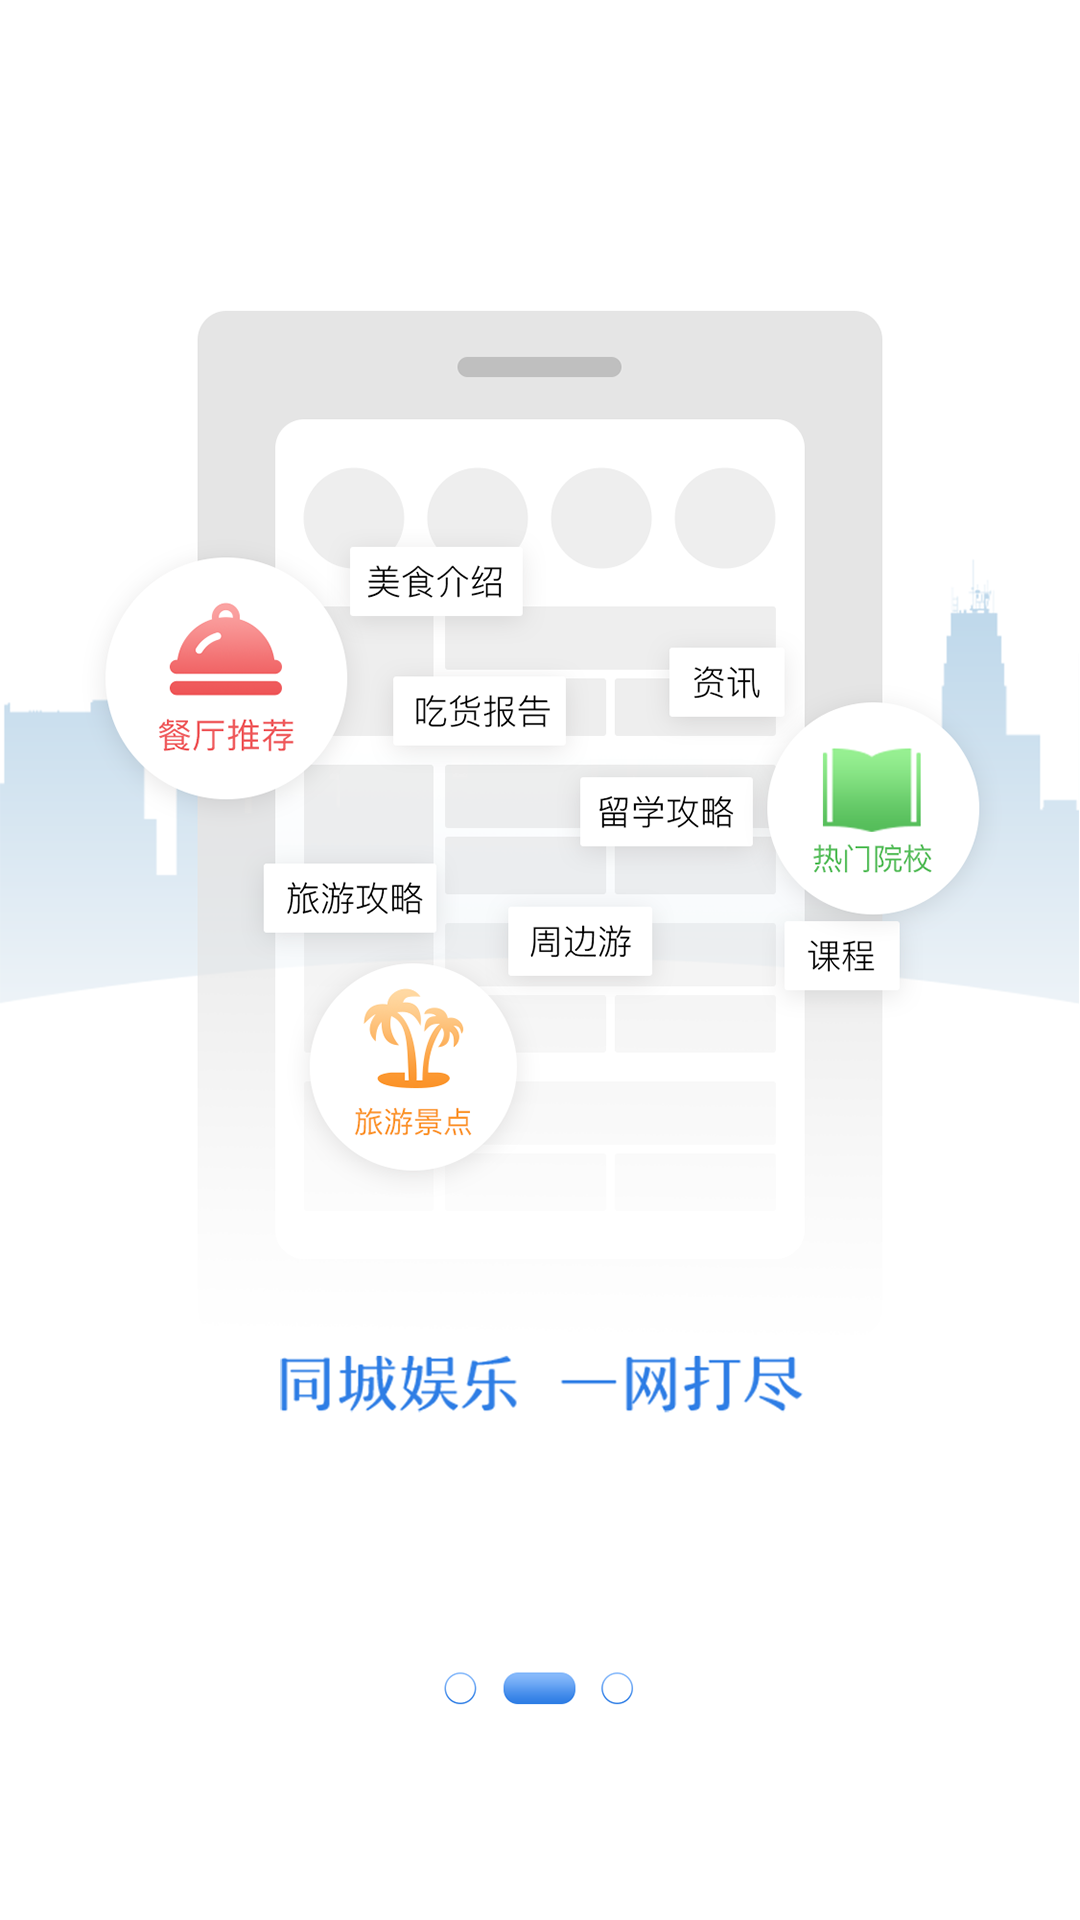 美食介绍
资讯
吃货报告
餐厅推荐
留学攻略
热门院校
旅游攻略
周边游
课程
旅游景点
同城娱乐 一网打尽